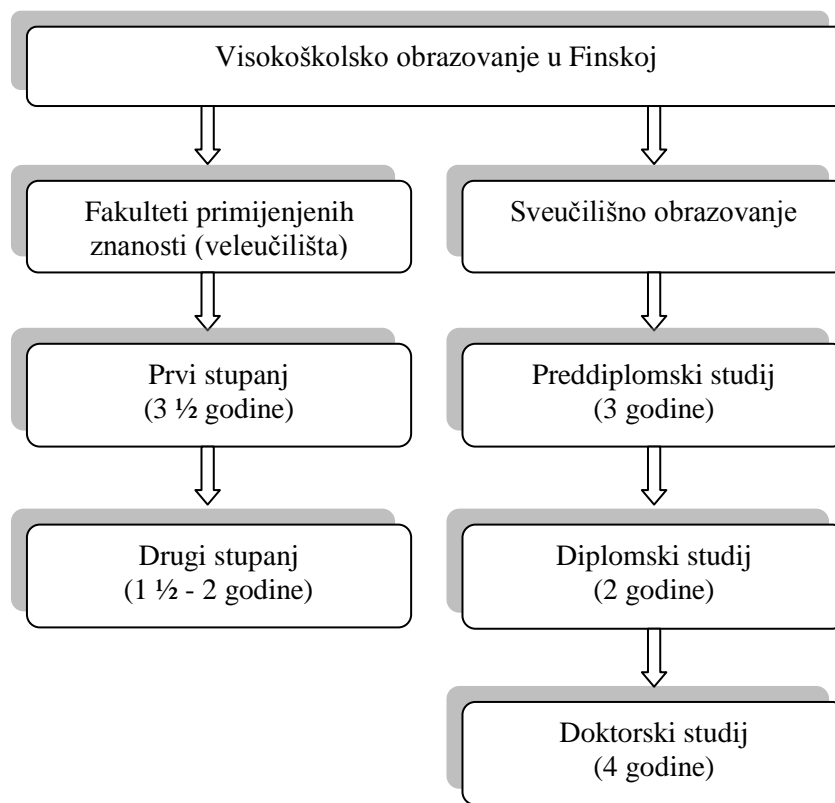 Visokoškolsko obrazovanje u Finskoj
Fakulteti primijenjenih
znanosti (veleučilišta)
Sveučilišno obrazovanje
Prvi stupanj
(3 ½ godine)
Preddiplomski studij
(3 godine)
Drugi stupanj
(1 ½ - 2 godine)
Diplomski studij
(2 godine)
Doktorski studij
(4 godine)